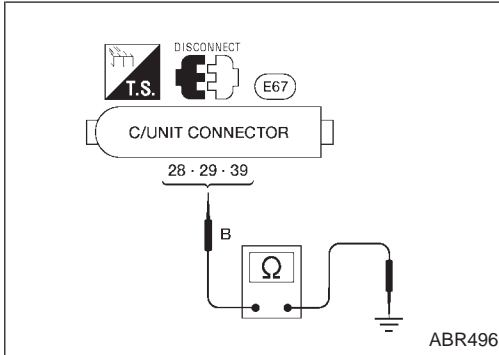 DISCONNECT
T.S.
E67
C/UNIT CONNECTOR
28 · 29 · 39
B
Ω
ABR496